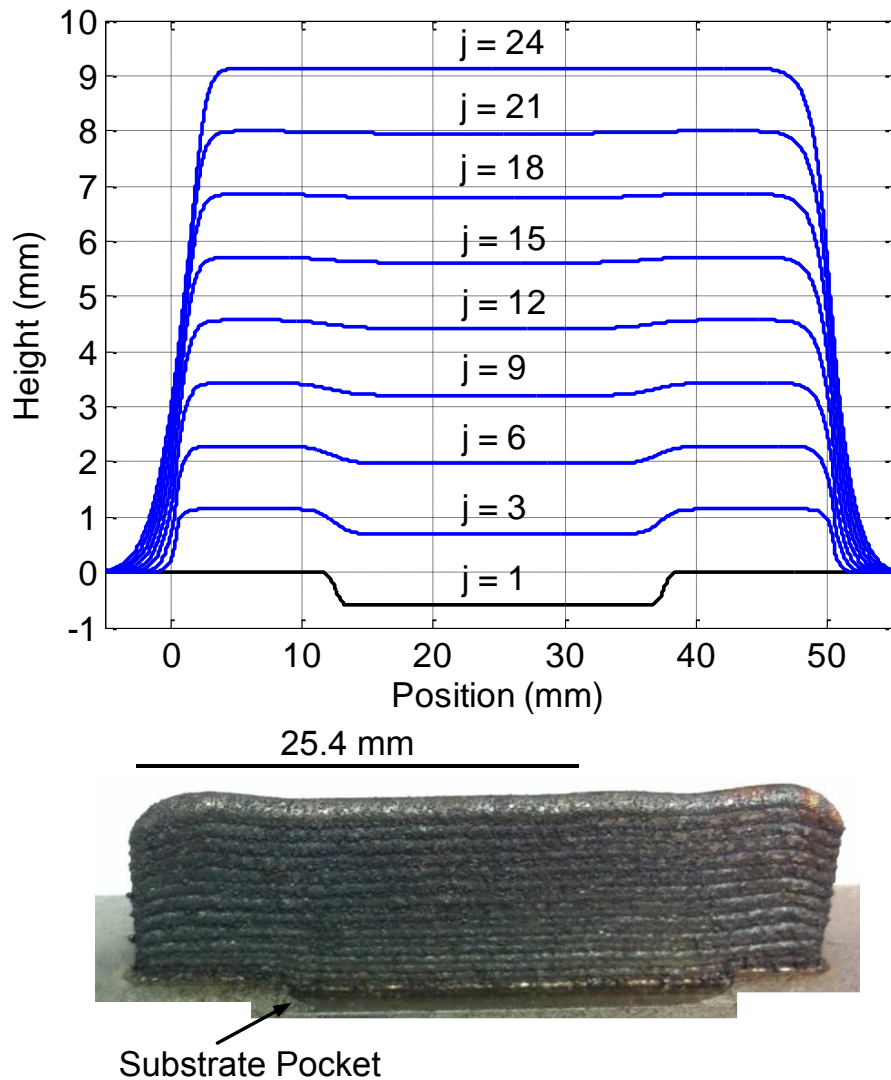 10
9
8
7
6
5
4
3
2
1
0
-1
Height (mm)
j = 24
j = 21
j = 18
j = 15
j = 12
j = 9
j = 6
j = 3
j = 1
0 10 20 30 40 50
Position (mm)
25.4 mm
Substrate Pocket